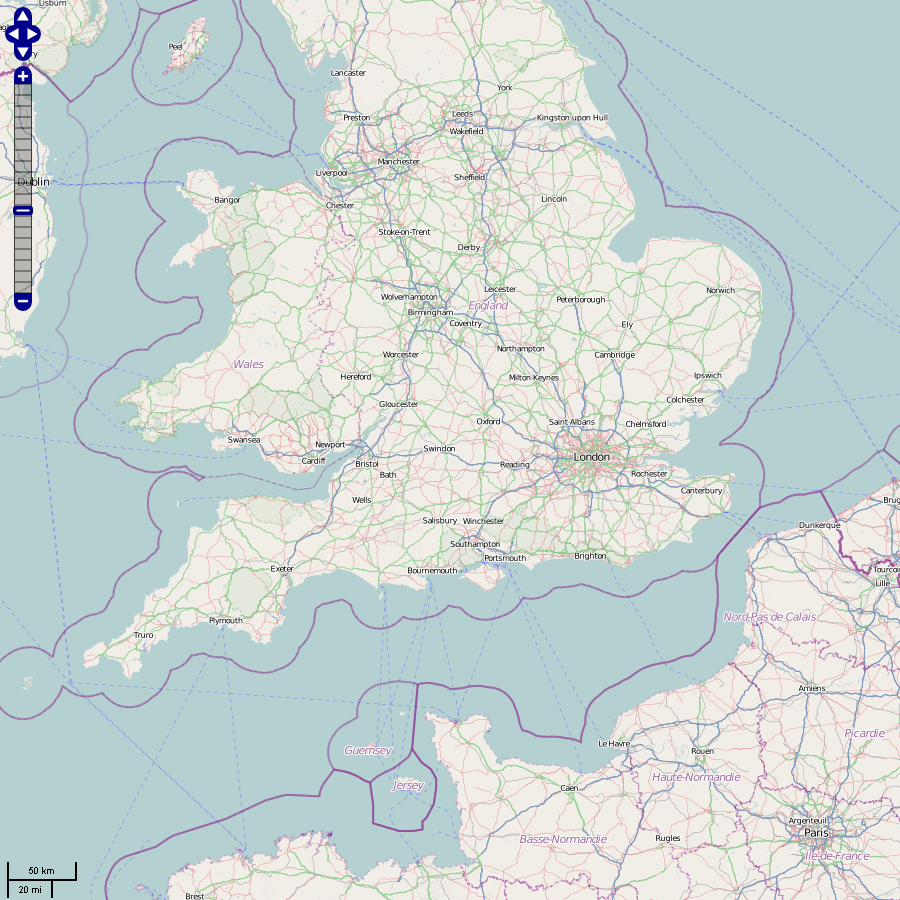 Lisburn
Peel
ry
Lancaster
York
Preston
Leeds
Kingston upon Hull
Wakefield
Manchester
Liverpool
Sheffield
Dublin
Bangor
Chester
Lincoln
Stoke-on-Trent
Derby
Leicester
Norwich
Wolverhampton
England
Peterborough
Birmingham
Coventry
Ely
Northampton
Worcester
Cambridge
Wales
Hereford
Milton Keynes
Ipswich
Colchester
Gloucester
Oxford
Saint Albans
Chelmsford
Swansea
Newport
Swindon
Cardiff
Bristol
Reading
London
Bath
Rochester
Canterbury
Wells
Brug
Salisbury
Winchester
Dunkerque
Southampton
Portsmouth
Brighton
Exeter
Bournemouth
Tourcoi
Lille
Plymouth
Nord-Pas de Calais
Truro
Amiens
Picardie
Guernsey
Le Havre
Rouen
Jersey
Haute-Normandie
Caen
Argenteuil
Paris
Basse-Normandie
Rugles
Île-de-France
50 km
20 mi
Brest